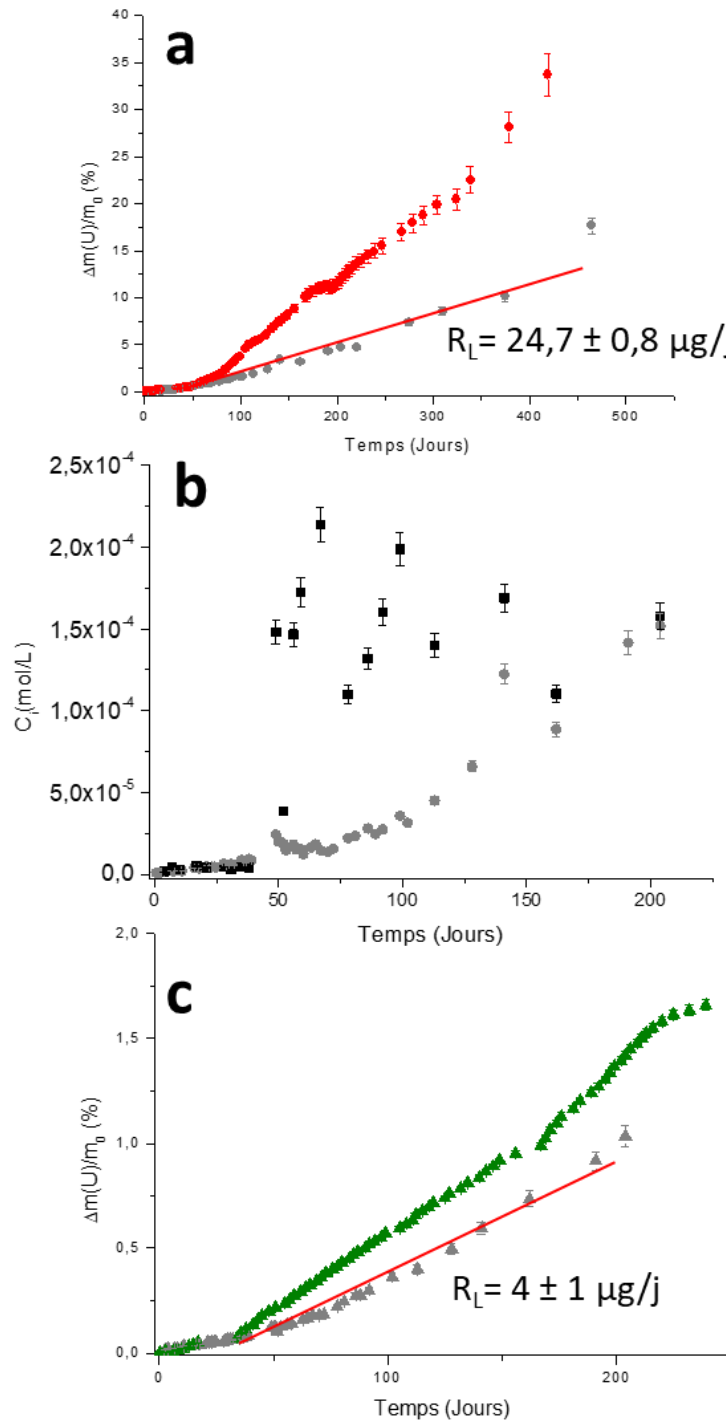 a
40
35
30
25
20
15
10
5
0
Δm(U)/m₀ (%)
R_L= 24,7 ± 0,8 µg/j
0 100 200 300 400 500
Temps (Jours)
b
2,5x10⁻⁴
2,0x10⁻⁴
1,5x10⁻⁴
1,0x10⁻⁴
5,0x10⁻⁵
0,0
C_i(mol/L)
0 50 100 150 200
Temps (Jours)
c
2,0
1,5
1,0
0,5
0,0
Δm(U)/m₀ (%)
R_L= 4 ± 1 µg/j
0 100 200
Temps (Jours)